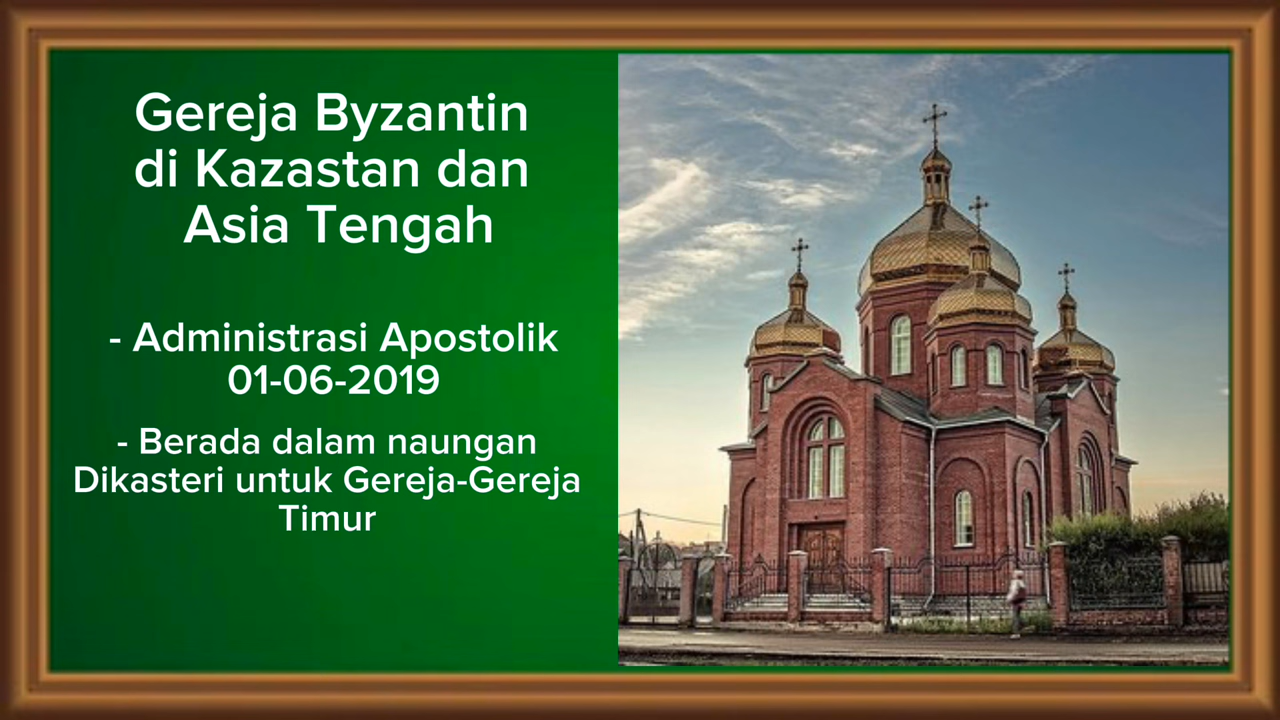 Gereja Byzantin
di Kazastan dan
Asia Tengah
- Administrasi Apostolik
01-06-2019
- Berada dalam naungan
Dikasteri untuk Gereja-Gereja
Timur